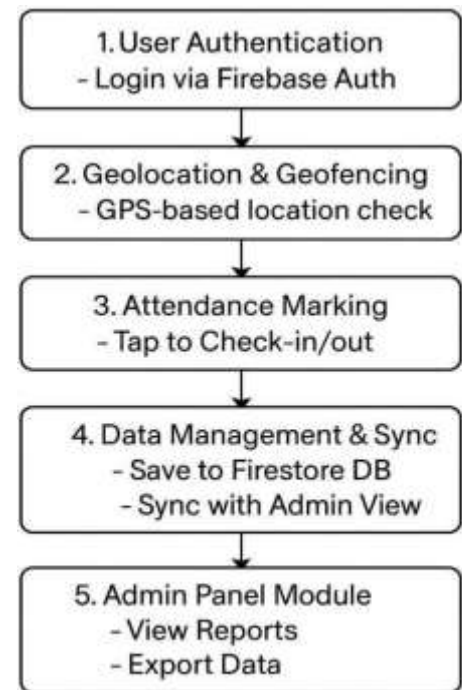 1. User Authentication
- Login via Firebase Auth
2. Geolocation & Geofencing
- GPS-based location check
3. Attendance Marking
- Tap to Check-in/out
4. Data Management & Sync
- Save to Firestore DB
- Sync with Admin View
5. Admin Panel Module
- View Reports
- Export Data